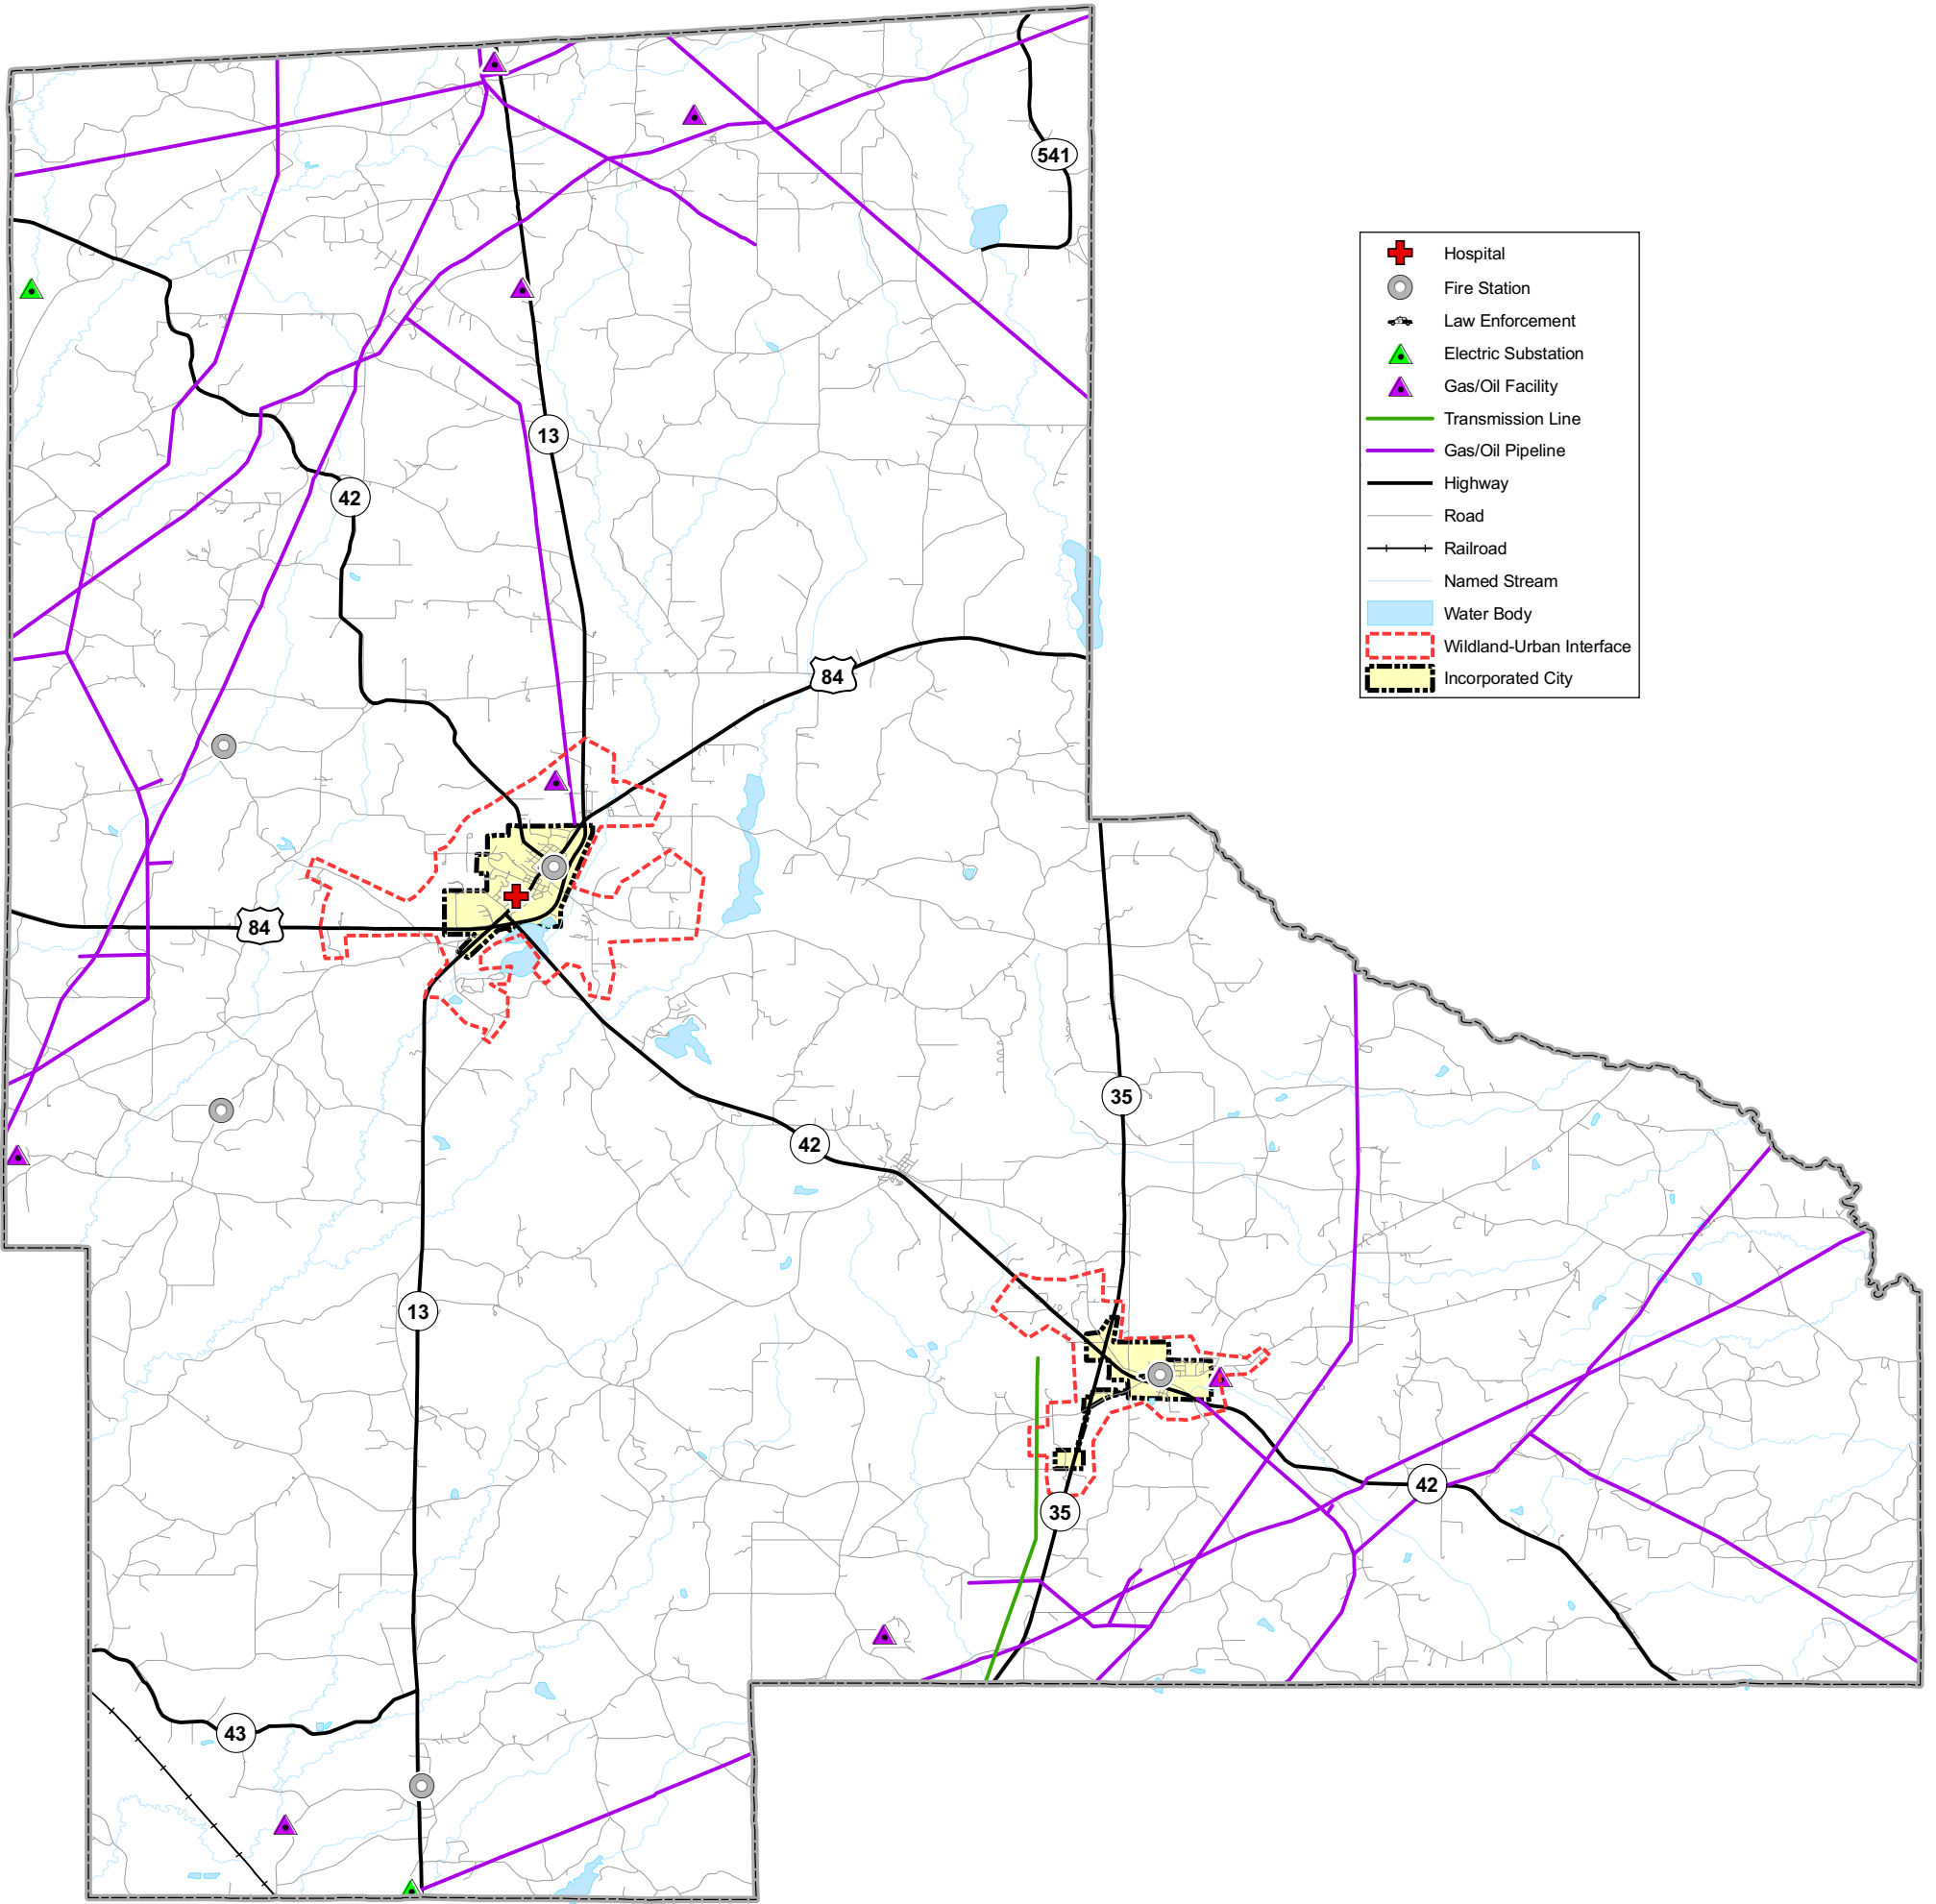 541
Hospital
Fire Station
Law Enforcement
Electric Substation
Gas/Oil Facility
Transmission Line
Gas/Oil Pipeline
Highway
Road
Railroad
Named Stream
Water Body
Wildland-Urban Interface
Incorporated City
13
42
84
84
35
42
13
42
35
43